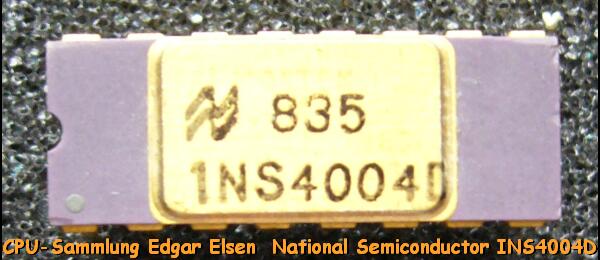 835
INS4004D
CPU-Sammlung Edgar Elsen National Semiconductor INS4004D